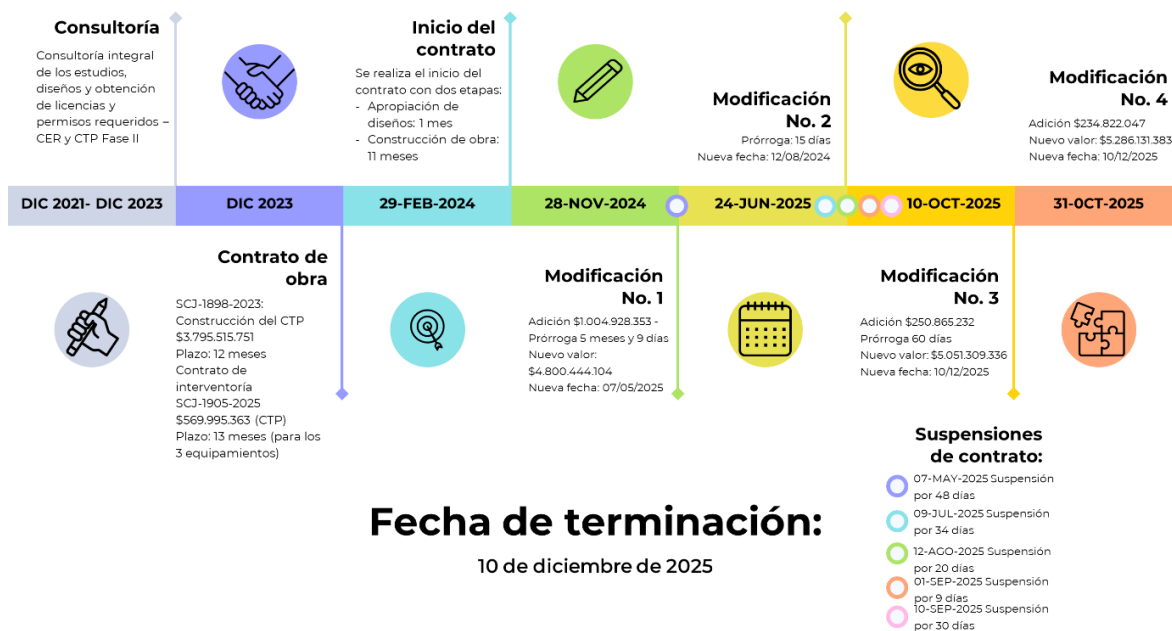 Consultoría
Consultoría integral
de los estudios,
diseños y obtención
de licencias y
permisos requeridos –
CER y CTP Fase II
Inicio del
contrato
Se realiza el inicio del
contrato con dos etapas:
- Apropiación de
diseños: 1 mes
- Construcción de obra:
11 meses
Modificación
No. 2
Prórroga: 15 días
Nueva fecha: 12/08/2024
Modificación
No. 4
Adición $234.822.047
Nuevo valor: $5.286.131.383
Nueva fecha: 10/12/2025
DIC 2021- DIC 2023
DIC 2023
29-FEB-2024
28-NOV-2024
24-JUN-2025
10-OCT-2025
31-0CT-2025
Contrato de
obra
SCJ-1898-2023:
Construcción del CTP
$3.795.515.751
Plazo: 12 meses
Contrato de
interventoría
SCJ-1905-2025
$569.995.363 (CTP)
Plazo: 13 meses (para los
3 equipamientos)
Modificación
No. 1
Adición $1.004.928.353 -
Prórroga 5 meses y 9 días
Nuevo valor:
$4.800.444.104
Nueva fecha: 07/05/2025
Modificación
No. 3
Adición $250.865.232
Prórroga 60 días
Nuevo valor: $5.051.309.336
Nueva fecha: 10/12/2025
Suspensiones
de contrato:
07-MAY-2025 Suspensión
por 48 días
09-JUL-2025 Suspensión
por 34 días
12-AGO-2025 Suspensión
por 20 días
01-SEP-2025 Suspensión
por 9 días
10-SEP-2025 Suspensión
por 30 días
Fecha de terminación:
10 de diciembre de 2025